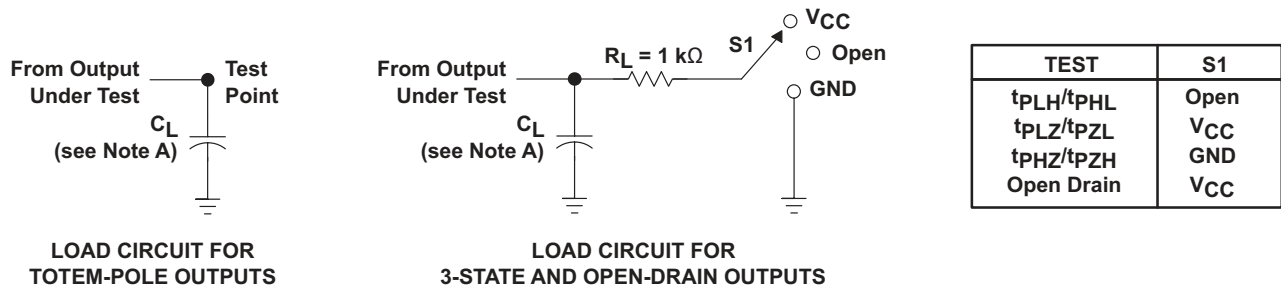 From Output
Under Test
Test
Point
CL
(see Note A)
LOAD CIRCUIT FOR
TOTEM-POLE OUTPUTS
From Output
Under Test
RL = 1 kΩ
S1
VCC
Open
GND
CL
(see Note A)
LOAD CIRCUIT FOR
3-STATE AND OPEN-DRAIN OUTPUTS
TEST S1
tPLH/tPHL Open
tPLZ/tPZL VCC
tPHZ/tPZH GND
Open Drain VCC